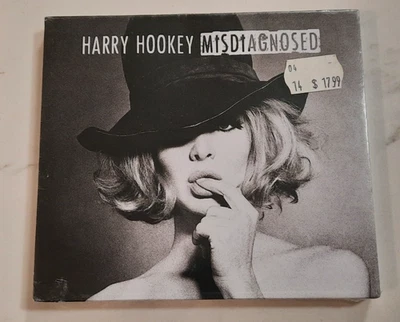 HARRY HOOKEY MISDIAGNOSED
04
14 $ 17.99